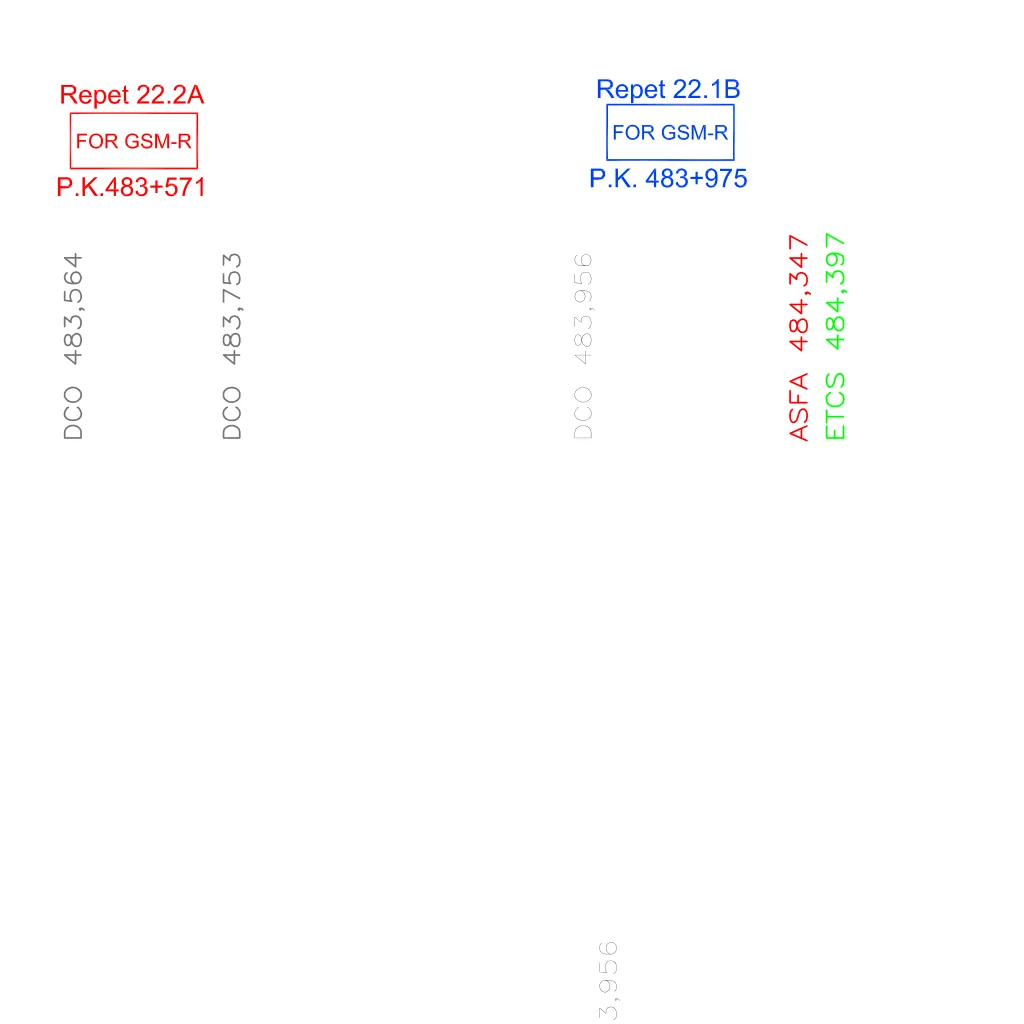 Repet 22.2A
FOR GSM-R
P.K.483+571
Repet 22.1B
FOR GSM-R
P.K. 483+975
DCO 483,564
DCO 483,753
DCO 483,956
ASFA 484,347
ETCS 484,397
3,956